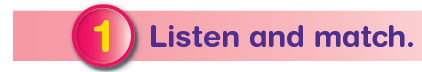 1 Listen and match.